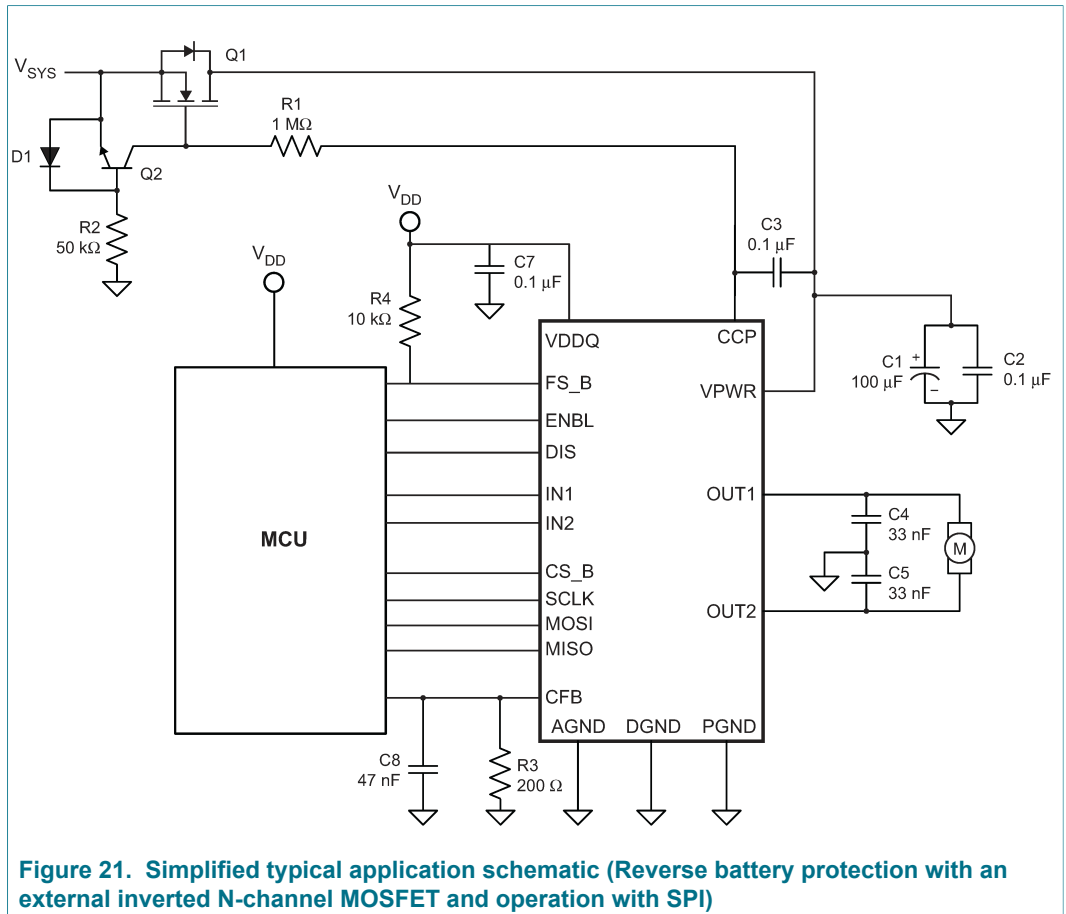 Q1
VSYS
R1
1 MΩ
D1
Q2
VDD
R2
50 kΩ
C3
0.1 μF
VDD
C7
0.1 μF
R4
10 kΩ
VDDQ
CCP
C1
100 μF
+
−
C2
0.1 μF
FS_B
VPWR
ENBL
DIS
IN1
OUT1
C4
33 nF
IN2
MCU
M
CS_B
C5
33 nF
SCLK
OUT2
MOSI
MISO
CFB
AGND
DGND
PGND
C8
47 nF
R3
200 Ω
Figure 21. Simplified typical application schematic (Reverse battery protection with an
external inverted N-channel MOSFET and operation with SPI)